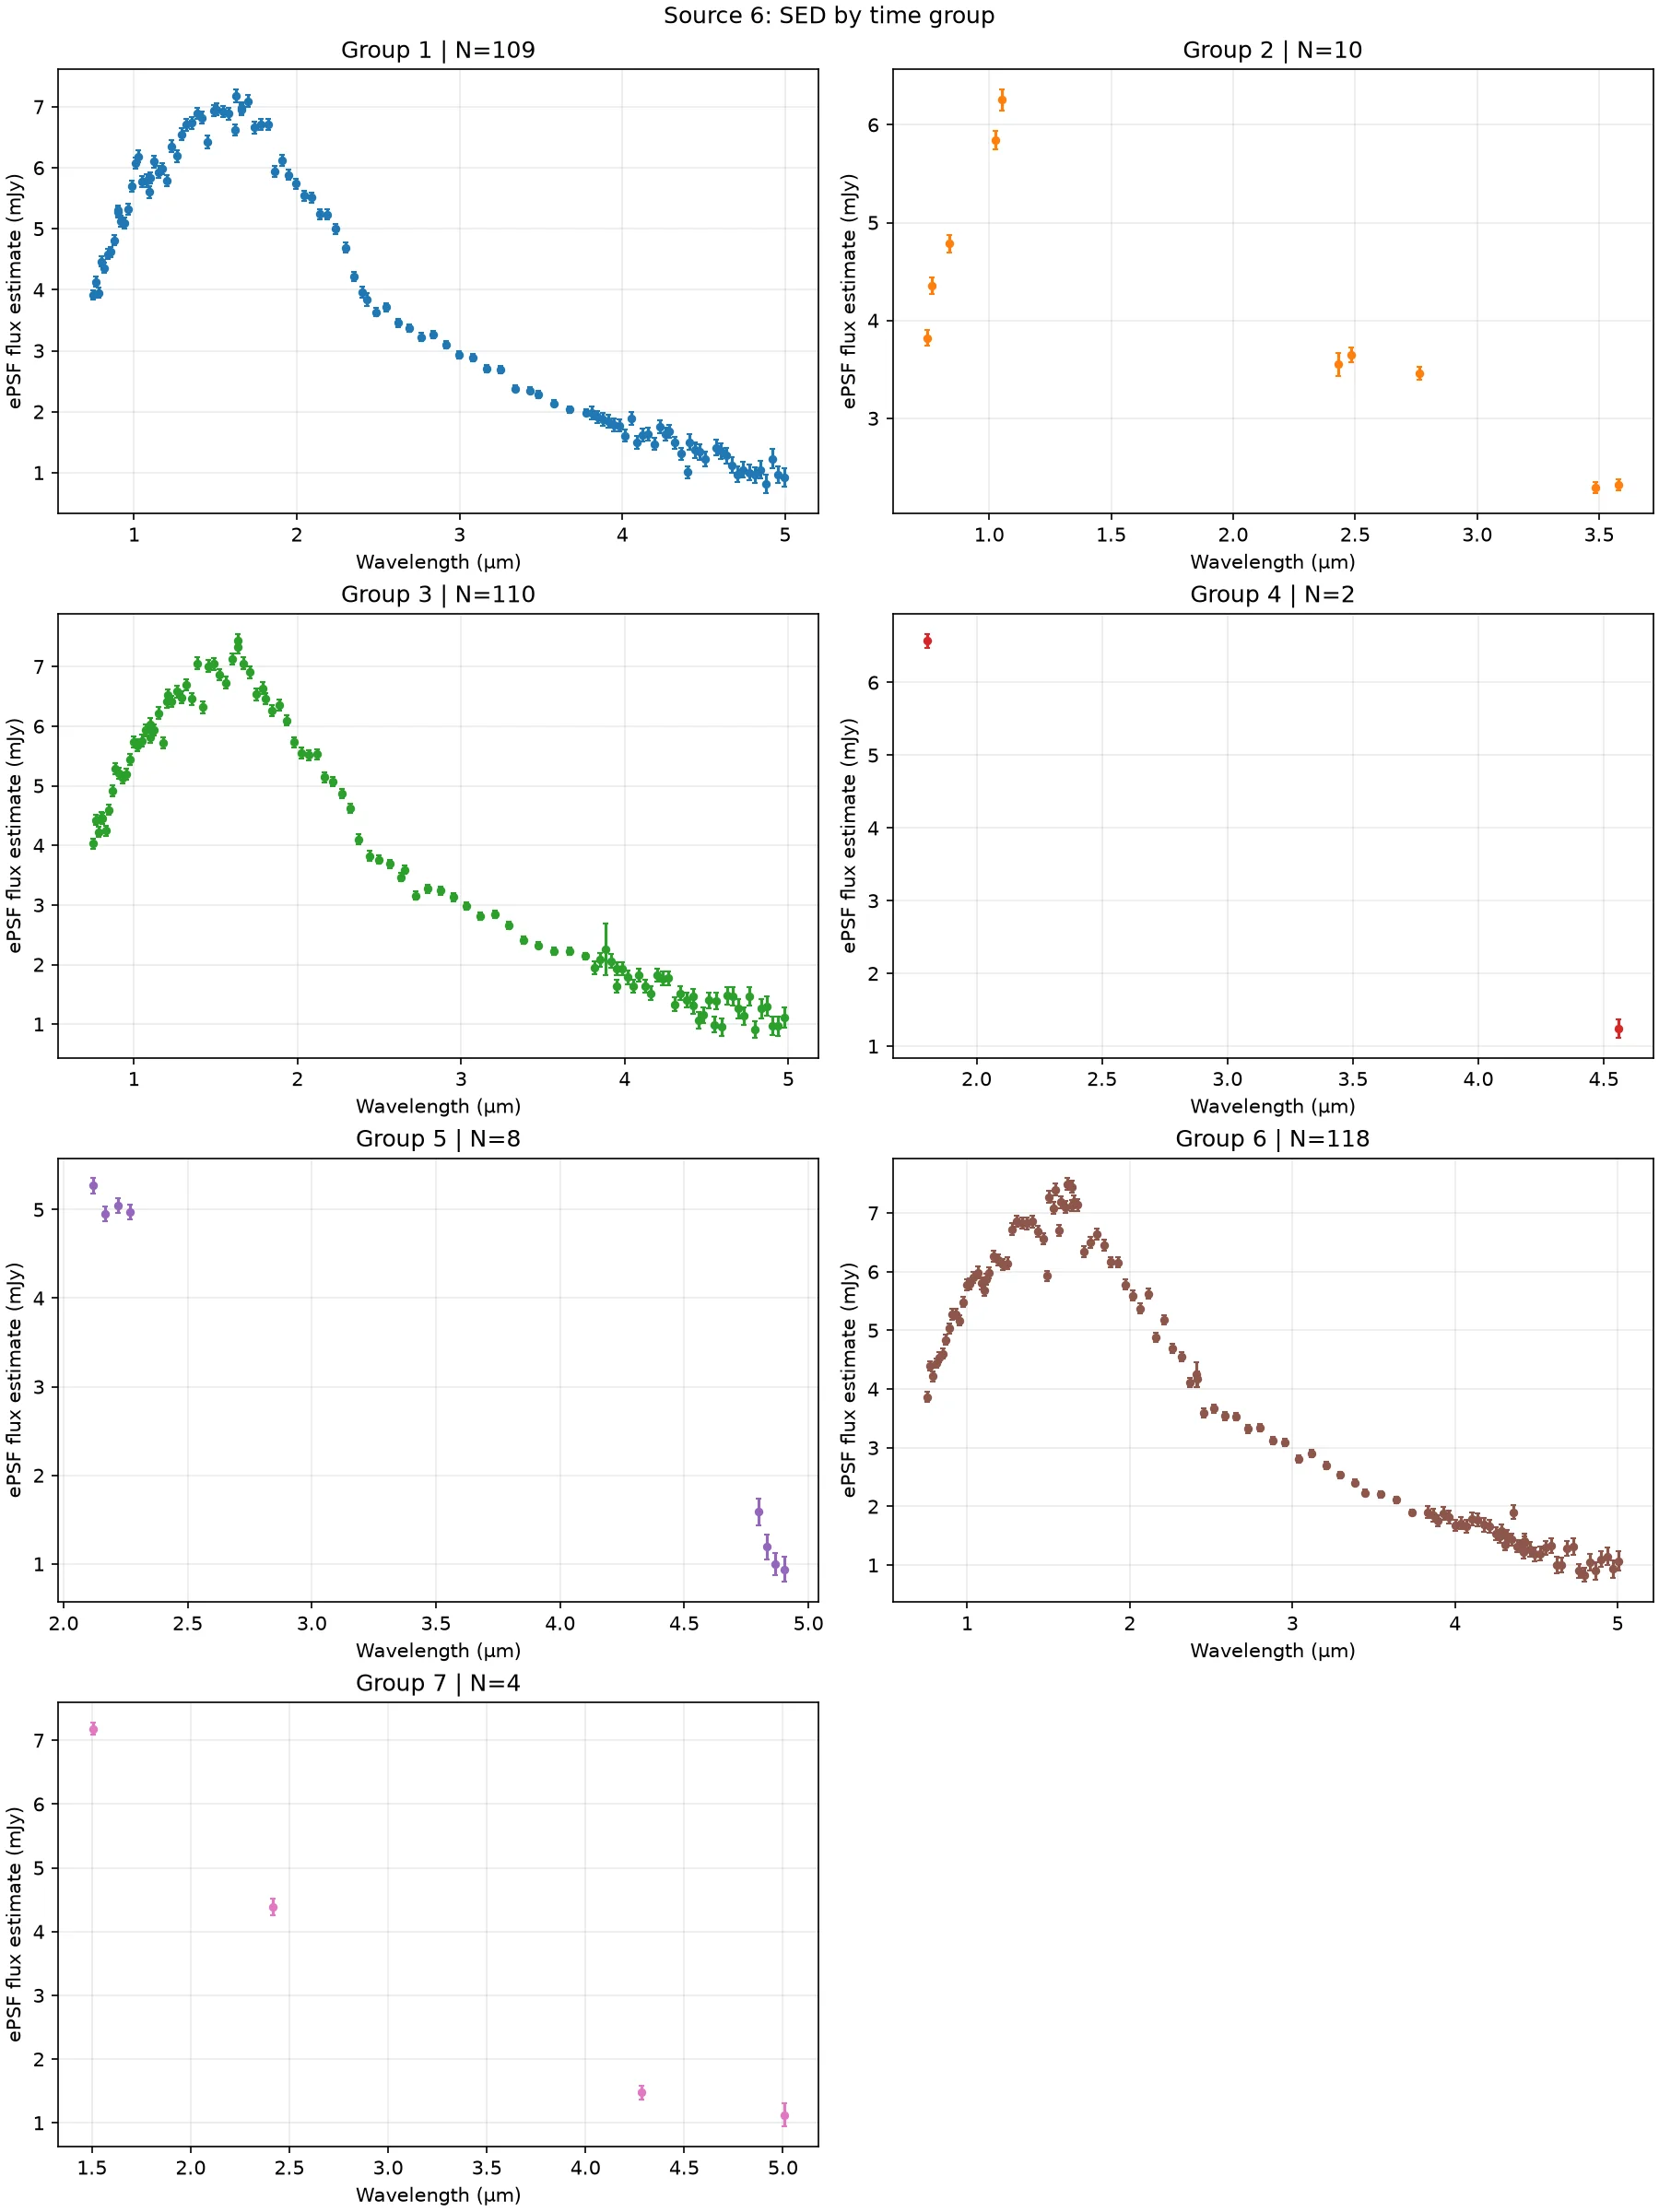 Source 6: SED by time group
Group 1 | N=109
ePSF flux estimate (mJy)
7
6
5
4
3
2
1
1 2 3 4 5
Wavelength (µm)
Group 2 | N=10
ePSF flux estimate (mJy)
6
5
4
3
1.0 1.5 2.0 2.5 3.0 3.5
Wavelength (µm)
Group 3 | N=110
ePSF flux estimate (mJy)
7
6
5
4
3
2
1
1 2 3 4 5
Wavelength (µm)
Group 4 | N=2
ePSF flux estimate (mJy)
6
5
4
3
2
1
2.0 2.5 3.0 3.5 4.0 4.5
Wavelength (µm)
Group 5 | N=8
ePSF flux estimate (mJy)
5
4
3
2
1
2.0 2.5 3.0 3.5 4.0 4.5 5.0
Wavelength (µm)
Group 6 | N=118
ePSF flux estimate (mJy)
7
6
5
4
3
2
1
1 2 3 4 5
Wavelength (µm)
Group 7 | N=4
ePSF flux estimate (mJy)
7
6
5
4
3
2
1
1.5 2.0 2.5 3.0 3.5 4.0 4.5 5.0
Wavelength (µm)